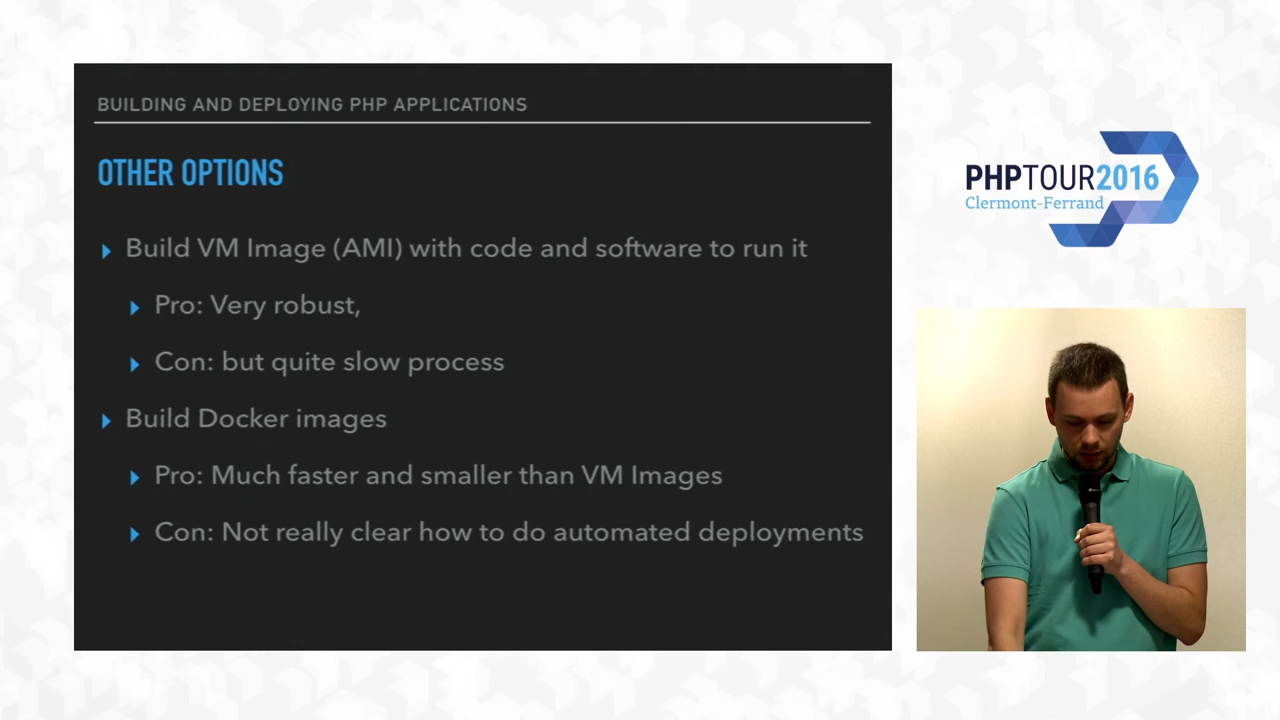 BUILDING AND DEPLOYING PHP APPLICATIONS
OTHER OPTIONS
Build VM Image (AMI) with code and software to run it
Pro: Very robust,
Con: but quite slow process
Build Docker images
Pro: Much faster and smaller than VM Images
Con: Not really clear how to do automated deployments
PHPTOUR2016
Clermont-Ferrand